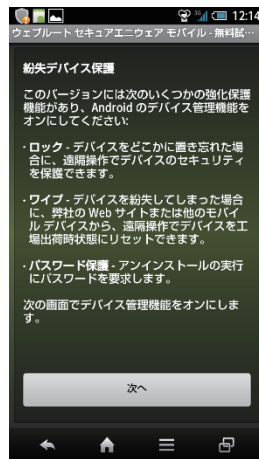 12:14
ウェブルート セキュアエニウェア モバイル - 無料試…
紛失デバイス保護
このバージョンには次のいくつかの強化保護
機能があり、Android のデバイス管理機能を
オンにしてください:
・ロック - デバイスをどこかに置き忘れた場
合に、遠隔操作でデバイスのセキュリティ
を保護できます。
・ワイプ - デバイスを紛失してしまった場合
に、弊社の Web サイトまたは他のモバイ
ル デバイスから、遠隔操作でデバイスを工
場出荷時状態にリセットできます。
・パスワード保護 - アンインストールの実行
にパスワードを要求します。
次の画面でデバイス管理機能をオンにしま
す。
次へ